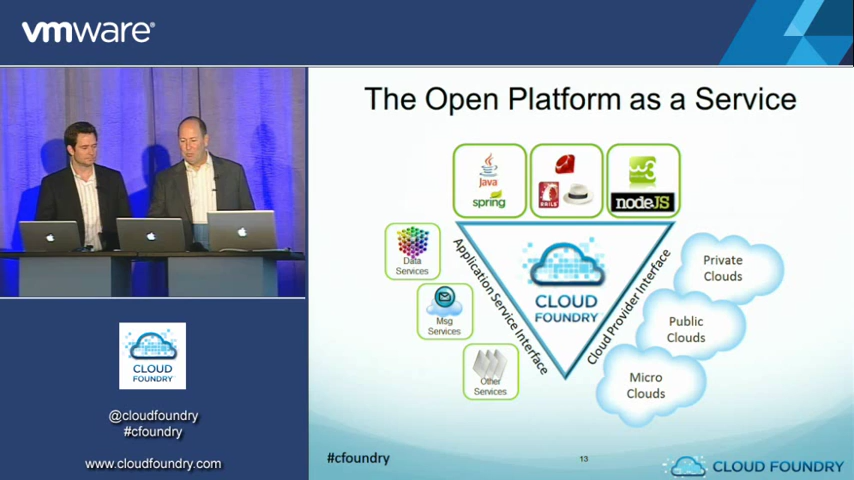 vmware®
The Open Platform as a Service
Java
spring
RAILS
nodeJS
Data
Services
Msg
Services
Other
Services
Application Service Interface
CLOUD
FOUNDRY
Cloud Provider Interface
Private
Clouds
Public
Clouds
Micro
Clouds
CLOUD
FOUNDRY
@cloudfoundry
#cfoundry
www.cloudfoundry.com
#cfoundry
13
CLOUD FOUNDRY